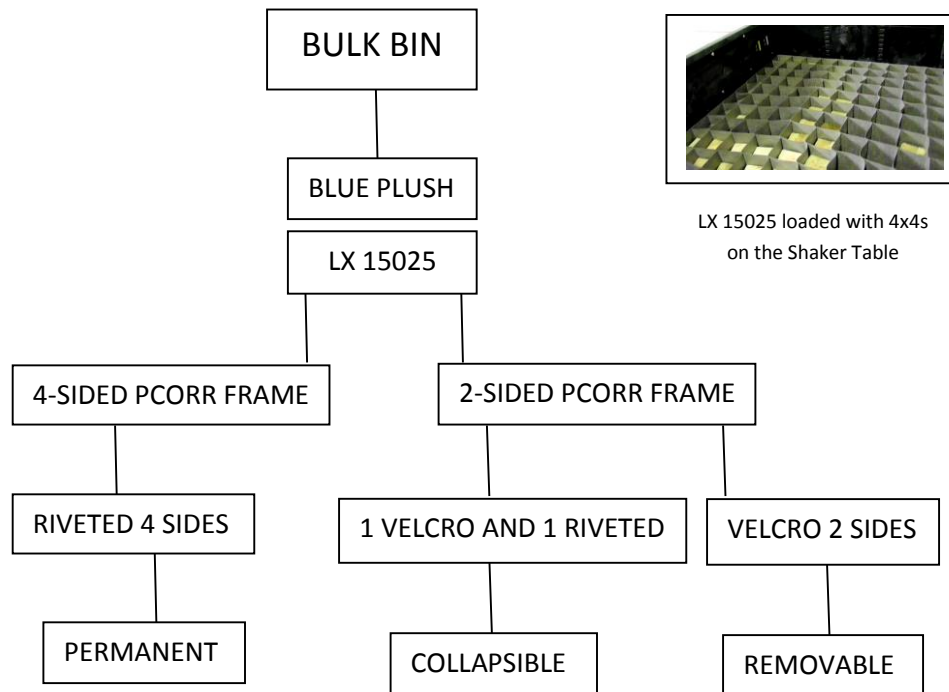 BULK BIN
BLUE PLUSH
LX 15025
LX 15025 loaded with 4x4s
on the Shaker Table
4-SIDED PCORR FRAME
2-SIDED PCORR FRAME
RIVETED 4 SIDES
1 VELCRO AND 1 RIVETED
VELCRO 2 SIDES
PERMANENT
COLLAPSIBLE
REMOVABLE